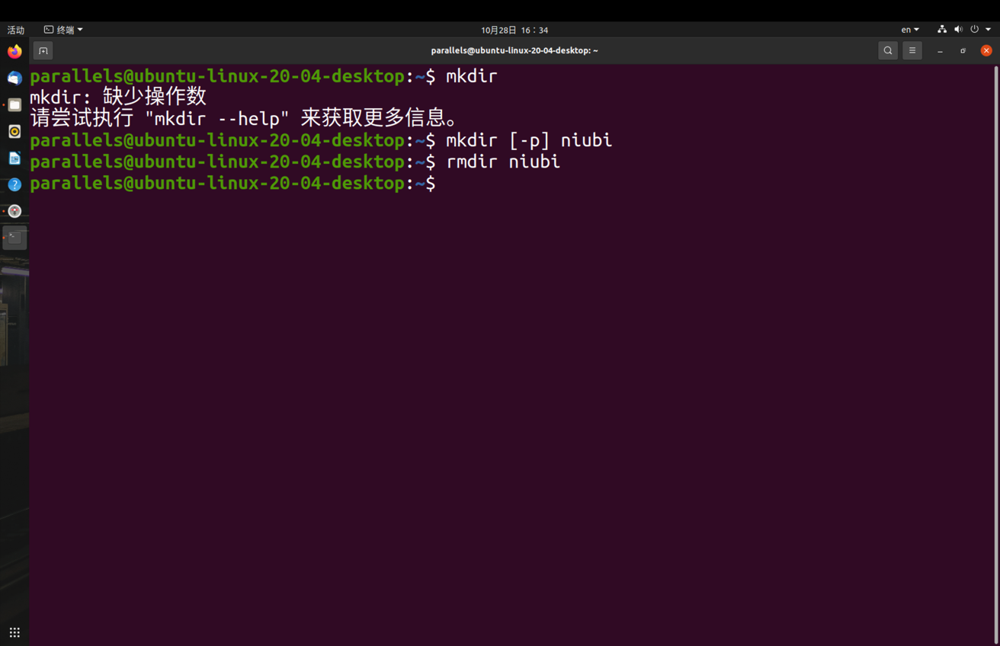 活动 终端 10月28日 16：34 en
parallels@ubuntu-linux-20-04-desktop: ~
parallels@ubuntu-linux-20-04-desktop:~$ mkdir
mkdir: 缺少操作数
请尝试执行 "mkdir --help" 来获取更多信息。
parallels@ubuntu-linux-20-04-desktop:~$ mkdir [-p] niubi
parallels@ubuntu-linux-20-04-desktop:~$ rmdir niubi
parallels@ubuntu-linux-20-04-desktop:~$